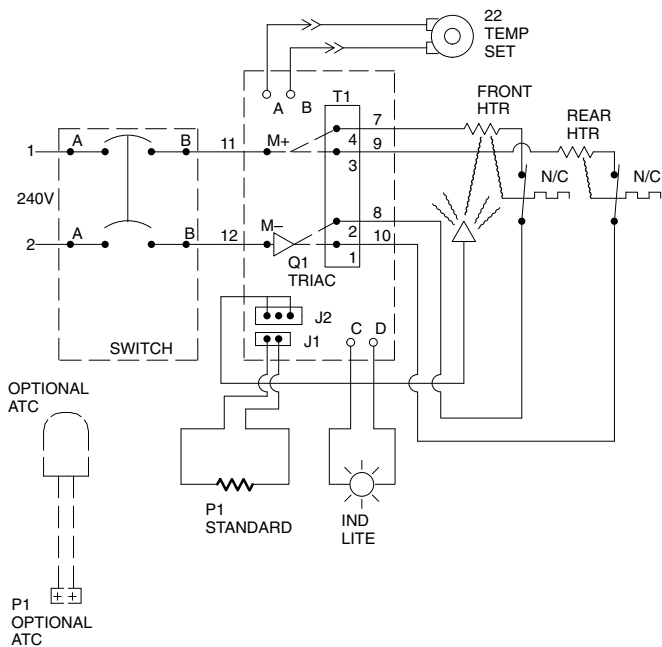 22
TEMP
SET
A B
T1
FRONT
HTR
REAR
HTR
1 A B 11 M+ 4 7
3 9
N/C N/C
240V
2 A B 12 M− 2 8
1 10
Q1
TRIAC
J2
J1
C D
SWITCH
OPTIONAL
ATC
P1
STANDARD
IND
LITE
++
P1
OPTIONAL
ATC